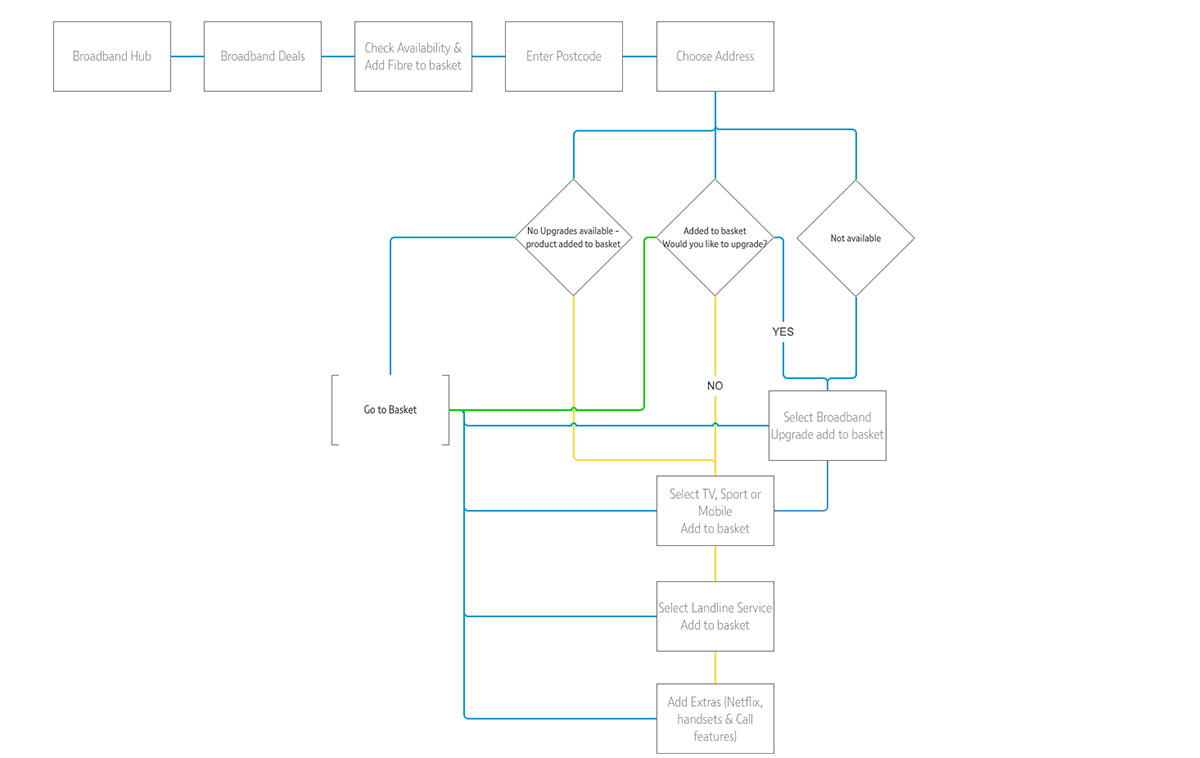 Broadband Hub
Broadband Deals
Check Availability &
Add Fibre to basket
Enter Postcode
Choose Address
No Upgrades available –
product added to basket
Added to basket
Would you like to upgrade?
Not available
YES
NO
Go to Basket
Select Broadband
Upgrade add to basket
Select TV, Sport or
Mobile
Add to basket
Select Landline Service
Add to basket
Add Extras (Netflix,
handsets & Call
features)